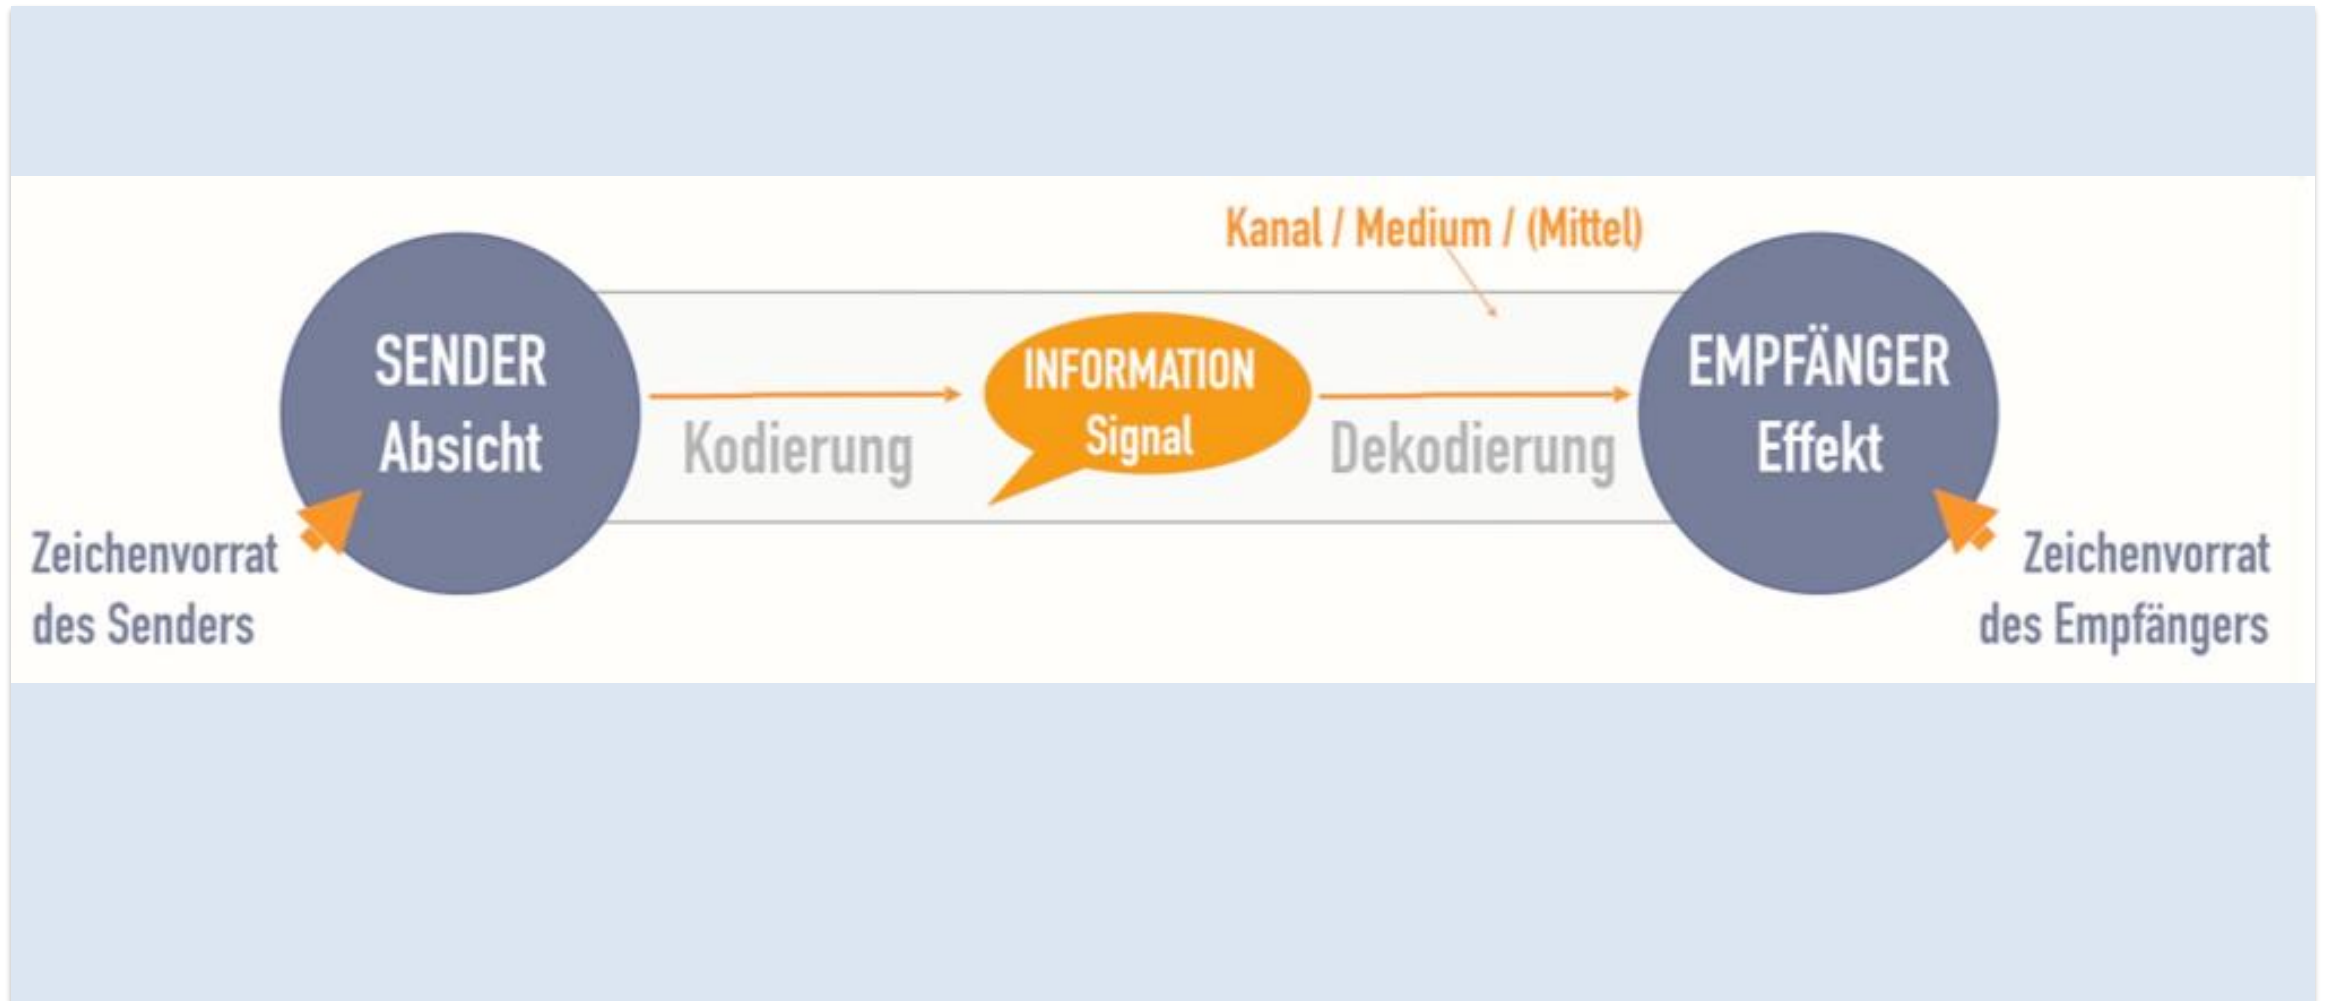 Kanal / Medium / (Mittel)
SENDER
Absicht
Kodierung
INFORMATION
Signal
Dekodierung
EMPFÄNGER
Effekt
Zeichenvorrat
des Senders
Zeichenvorrat
des Empfängers